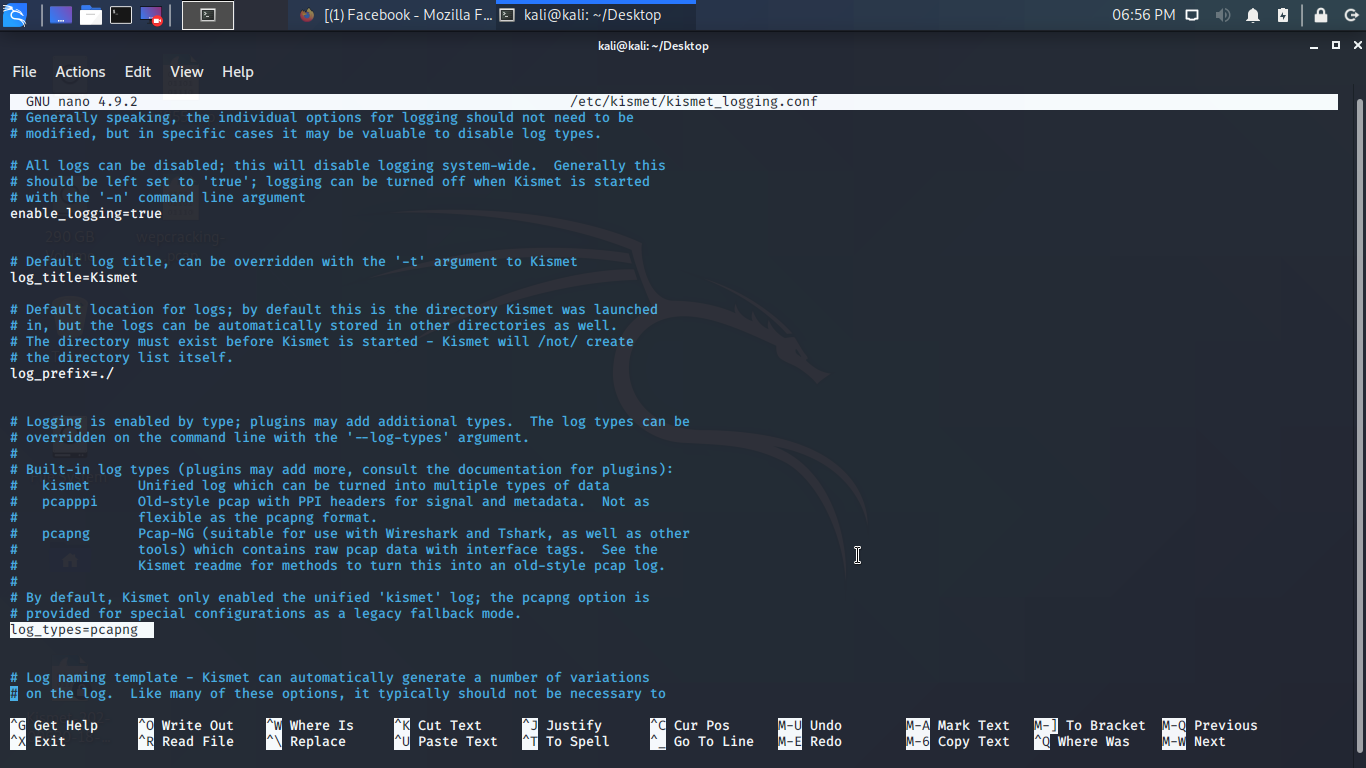 [(1) Facebook - Mozilla F...
kali@kali: ~/Desktop
06:56 PM
kali@kali: ~/Desktop
File Actions Edit View Help
GNU nano 4.9.2 /etc/kismet/kismet_logging.conf
# Generally speaking, the individual options for logging should not need to be
# modified, but in specific cases it may be valuable to disable log types.
# All logs can be disabled; this will disable logging system-wide.  Generally this
# should be left set to 'true'; logging can be turned off when Kismet is started
# with the '-n' command line argument
enable_logging=true
290 GB
wepcracking
# Default log title, can be overridden with the '-t' argument to Kismet
log_title=Kismet
# Default location for logs; by default this is the directory Kismet was launched
# in, but the logs can be automatically stored in other directories as well.
# The directory must exist before Kismet is started - Kismet will /not/ create
# the directory list itself.
log_prefix=./
# Logging is enabled by type; plugins may add additional types.  The log types can be
# overridden on the command line with the '--log-types' argument.
#
# Built-in log types (plugins may add more, consult the documentation for plugins):
#   kismet      Unified log which can be turned into multiple types of data
#   pcapppi     Old-style pcap with PPI headers for signal and metadata.  Not as
#               flexible as the pcapng format.
#   pcapng      Pcap-NG (suitable for use with Wireshark and Tshark, as well as other
#               tools) which contains raw pcap data with interface tags.  See the
#               Kismet readme for methods to turn this into an old-style pcap log.
#
# By default, Kismet only enabled the unified 'kismet' log; the pcapng option is
# provided for special configurations as a legacy fallback mode.
log_types=pcapng
# Log naming template - Kismet can automatically generate a number of variations
# on the log.  Like many of these options, it typically should not be necessary to
^G Get Help ^O Write Out ^W Where Is ^K Cut Text ^J Justify ^C Cur Pos M-U Undo M-A Mark Text M-] To Bracket M-Q Previous
^X Exit ^R Read File ^\ Replace ^U Paste Text ^T To Spell ^_ Go To Line M-E Redo M-6 Copy Text ^Q Where Was M-W Next